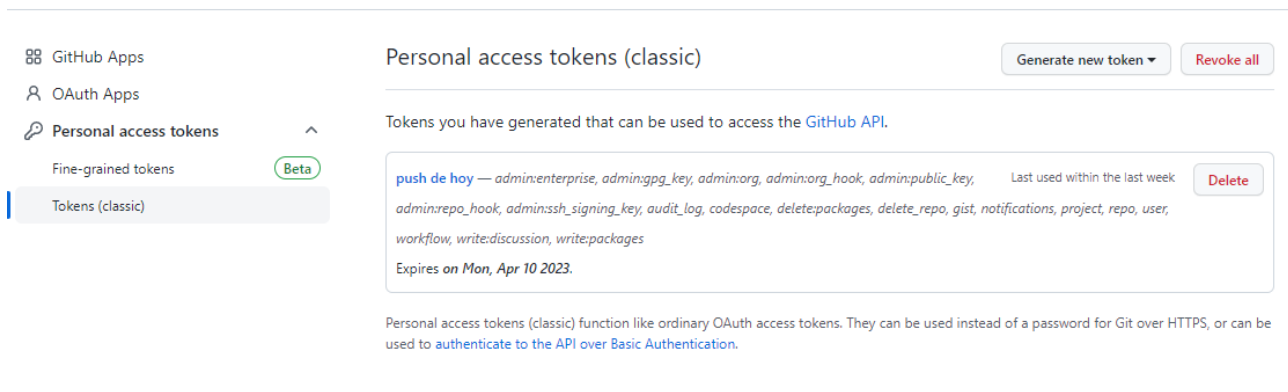 GitHub Apps
OAuth Apps
Personal access tokens
Fine-grained tokens Beta
Tokens (classic)
Personal access tokens (classic) Generate new token Revoke all
Tokens you have generated that can be used to access the GitHub API.
push de hoy — admin:enterprise, admin:gpg_key, admin:org, admin:org_hook, admin:public_key, Last used within the last week Delete
admin:repo_hook, admin:ssh_signing_key, audit_log, codespace, delete:packages, delete_repo, gist, notifications, project, repo, user,
workflow, write:discussion, write:packages
Expires on Mon, Apr 10 2023.
Personal access tokens (classic) function like ordinary OAuth access tokens. They can be used instead of a password for Git over HTTPS, or can be
used to authenticate to the API over Basic Authentication.